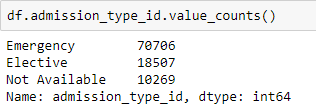 df.admission_type_id.value_counts()
Emergency 70706
Elective 18507
Not Available 10269
Name: admission_type_id, dtype: int64